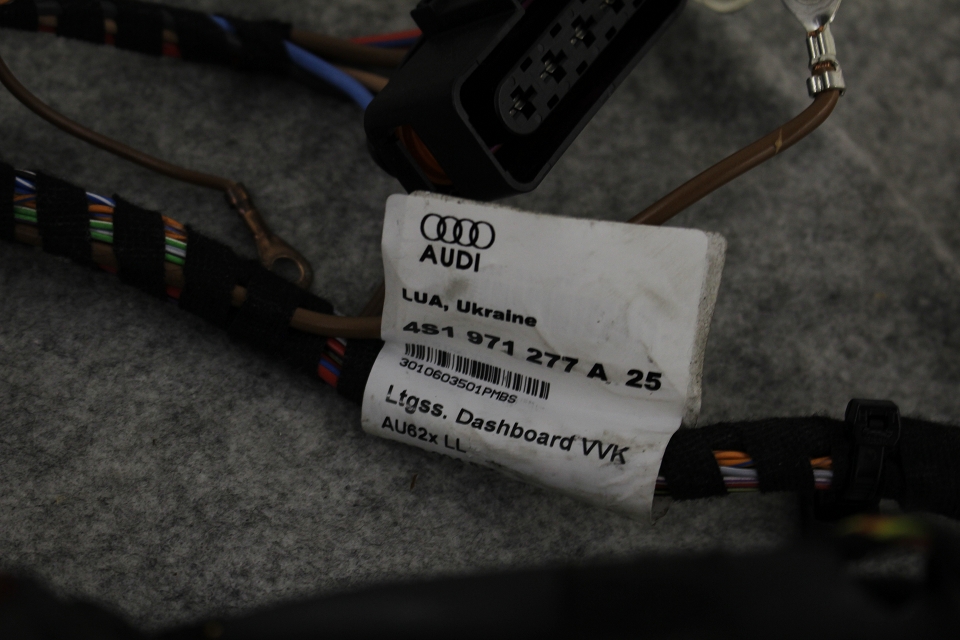 AUDI
LUA, Ukraine
4S1 971 277 A 25
3010603501PMBS
Ltgss. Dashboard VVK
AU62x LL